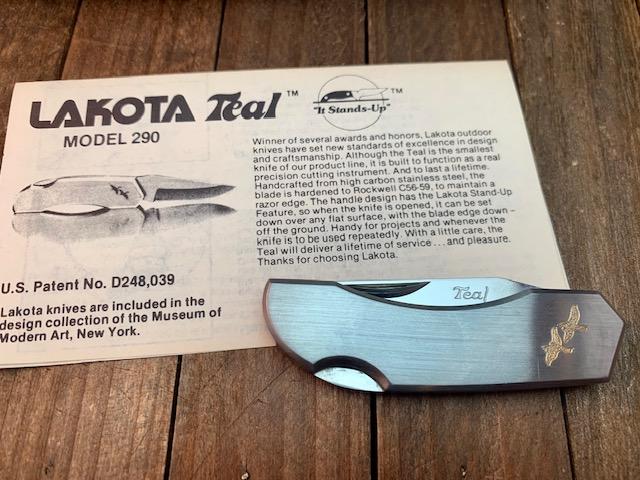 LAKOTA Teal™
MODEL 290
"It Stands-Up"™
Winner of several awards and honors, Lakota outdoor
knives have set new standards of excellence in design
and craftsmanship. Although the Teal is the smallest
knife of our product line, it is built to function as a real
precision cutting instrument. And to last a lifetime.
Handcrafted from high carbon stainless steel, the
blade is hardened to Rockwell C56-59, to maintain a
razor edge. The handle design has the Lakota Stand-Up
Feature, so when the knife is opened, it can be set
down over any flat surface, with the blade edge down –
off the ground. Handy for projects and whenever the
knife is to be used repeatedly. With a little care, the
Teal will deliver a lifetime of service...and pleasure.
Thanks for choosing Lakota.
U.S. Patent No. D248,039
Lakota knives are included in the
design collection of the Museum of
Modern Art, New York.
Teal